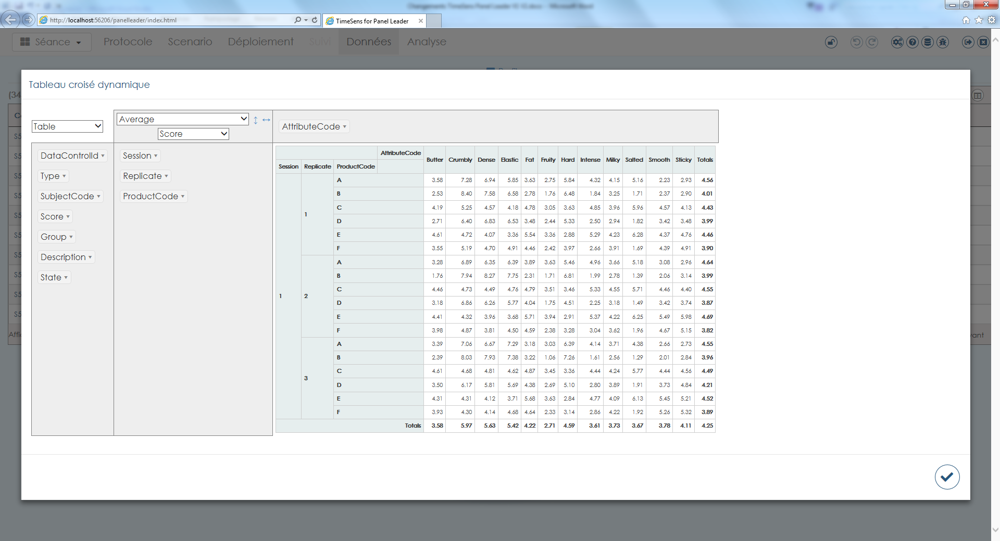 Changements TimeSens Panel Leader V2.12.docx - Microsoft Word
http://localhost:56206/panelleader/index.html
TimeSens for Panel Leader
Séance Protocole Scenario Déploiement Suivi Données Analyse
(34
Tableau croisé dynamique
Table
Average
Score
AttributeCode
DataControlId
Type
SubjectCode
Score
Group
Description
State
Session
Replicate
ProductCode
AttributeCode Butter Crumbly Dense Elastic Fat Fruity Hard Intense Milky Salted Smooth Sticky Totals
Session Replicate ProductCode
1 1 A 3.58 7.28 6.94 5.85 3.63 2.75 5.84 4.32 4.15 5.16 2.23 2.93 4.56
B 2.53 8.40 7.58 6.58 2.78 1.76 6.48 1.84 3.25 1.71 2.37 2.90 4.01
C 4.19 5.25 4.57 4.18 4.78 3.05 3.63 4.85 3.96 5.96 4.57 4.13 4.43
D 2.71 6.40 6.83 6.53 3.48 2.44 5.33 2.50 2.94 1.82 3.42 3.48 3.99
E 4.61 4.72 4.07 3.36 5.54 3.36 2.88 5.29 4.23 6.28 4.37 4.76 4.46
F 3.55 5.19 4.70 4.91 4.46 2.42 3.97 2.66 3.91 1.69 4.39 4.91 3.90
2 A 3.28 6.89 6.35 6.39 3.89 3.63 5.46 4.96 3.66 5.18 3.08 2.96 4.64
B 1.76 7.94 8.27 7.75 2.31 1.71 6.81 1.99 2.78 1.39 2.06 3.14 3.99
C 4.46 4.73 4.49 4.76 4.79 3.51 3.46 5.33 4.55 5.71 4.46 4.40 4.55
D 3.18 6.86 6.26 5.77 4.04 1.75 4.51 2.25 3.18 1.49 3.42 3.74 3.87
E 4.41 4.32 3.96 3.68 5.71 3.94 2.91 5.37 4.22 6.25 5.49 5.98 4.69
F 3.98 4.87 3.81 4.50 4.59 2.38 3.28 3.04 3.62 1.96 4.67 5.15 3.82
3 A 3.39 7.06 6.67 7.29 3.18 3.03 6.39 4.14 3.71 4.38 2.66 2.73 4.55
B 2.39 8.03 7.93 7.38 3.22 1.06 7.26 1.61 2.56 1.29 2.01 2.84 3.96
C 4.61 4.68 4.81 4.62 4.87 3.45 3.36 4.44 4.24 5.77 4.44 4.56 4.49
D 3.50 6.17 5.81 5.69 4.38 2.69 5.10 2.80 3.89 1.91 3.73 4.84 4.21
E 4.31 4.31 4.12 3.71 5.68 3.63 2.84 4.77 4.09 6.13 5.45 5.21 4.52
F 3.93 4.30 4.14 4.68 4.64 2.33 3.14 2.86 4.22 1.92 5.26 5.32 3.89
Totals 3.58 5.97 5.63 5.42 4.22 2.71 4.59 3.61 3.73 3.67 3.78 4.11 4.25